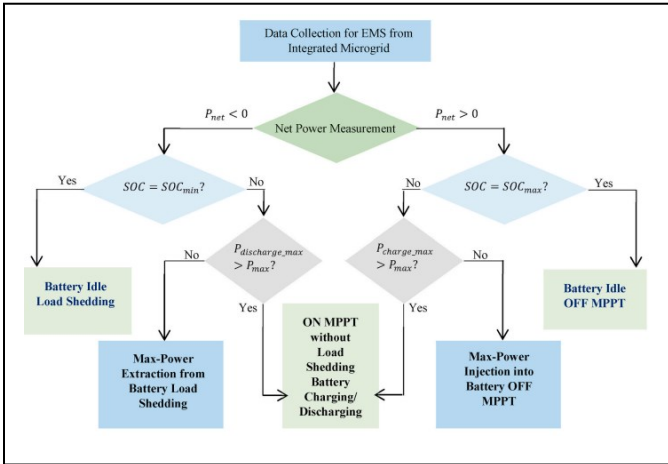 Data Collection for EMS from
Integrated Microgrid
P_net < 0
P_net > 0
Net Power Measurement
Yes
SOC = SOC_min?
No
No
SOC = SOC_max?
Yes
P_discharge_max
> P_max?
P_charge_max
> P_max?
No
No
Yes
Yes
Battery Idle
Load Shedding
Battery Idle
OFF MPPT
ON MPPT
without
Load
Shedding
Battery
Charging/
Discharging
Max-Power
Extraction from
Battery Load
Shedding
Max-Power
Injection into
Battery OFF
MPPT